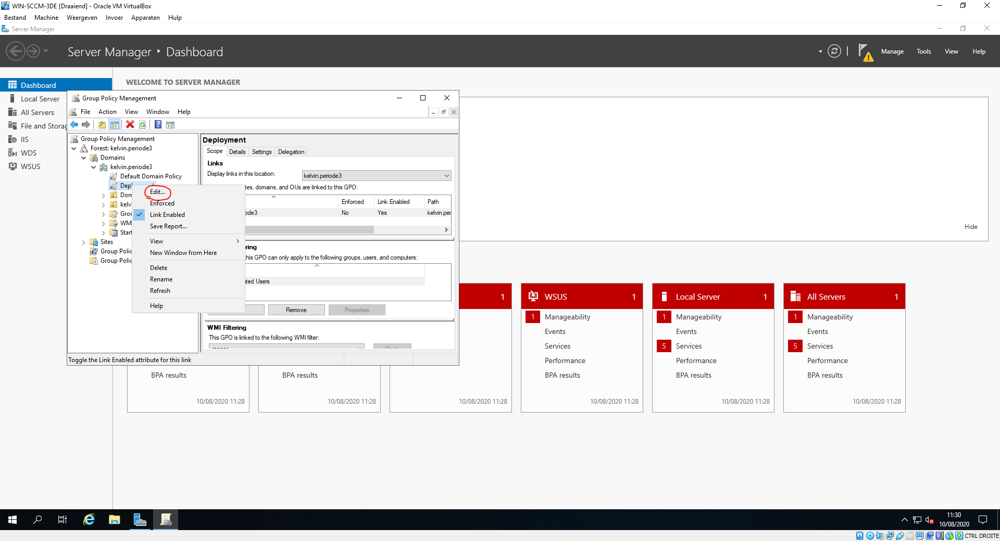 WIN-SCCM-3DE [Draaiend] - Oracle VM VirtualBox
Bestand Machine Weergeven Invoer Apparaten Hulp
Server Manager
Server Manager Dashboard
Manage Tools View Help
Dashboard
Local Server
All Servers
File and Storag
IIS
WDS
WSUS
WELCOME TO SERVER MANAGER
Group Policy Management
File Action View Window Help
Group Policy Management
Forest: kelvin.periode3
Domains
kelvin.periode3
Default Domain Policy
Dep
Don
kelv
Grou
WM
Start
Sites
Group Polic
Group Polic
Edit...
Enforced
Link Enabled
Save Report...
View
New Window from Here
Delete
Rename
Refresh
Help
Deployment
Scope Details Settings Delegation
Links
Display links in this location: kelvin.periode3
tes, domains, and OUs are linked to this GPO:
Enforced Link Enabled Path
ode3 No Yes kelvin.per
ring
this GPO can only apply to the following groups, users, and computers:
ated Users
Remove Properties
WMI Filtering
This GPO is linked to the following WMI filter:
Toggle the Link Enabled attribute for this link
Hide
BPA results
10/08/2020 11:28
BPA results
10/08/2020 11:28
1
10/08/2020 11:28
WSUS 1
1 Manageability
Events
Services
Performance
BPA results
10/08/2020 11:28
Local Server 1
1 Manageability
Events
5 Services
Performance
BPA results
10/08/2020 11:28
All Servers 1
1 Manageability
Events
5 Services
Performance
BPA results
10/08/2020 11:28
11:30
10/08/2020
CTRL DROITE